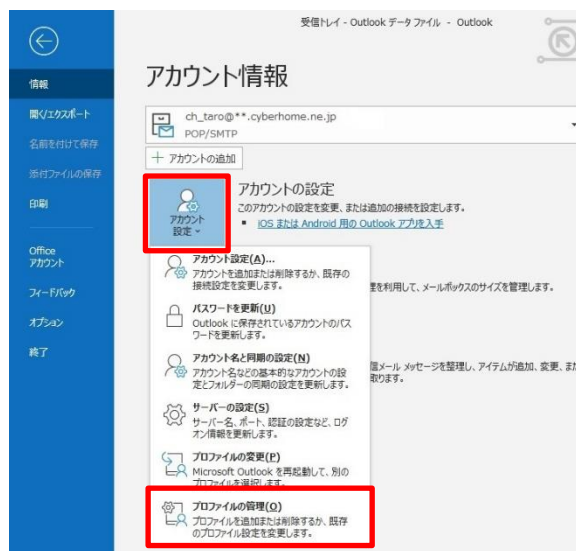 受信トレイ - Outlook データ ファイル - Outlook
情報
開く/エクスポート
名前を付けて保存
添付ファイルの保存
印刷
Office
アカウント
フィードバック
オプション
終了
アカウント情報
ch_taro@**.cyberhome.ne.jp
POP/SMTP
+ アカウントの追加
アカウント
設定
アカウントの設定
このアカウントの設定を変更、または追加の接続を設定します。
iOS または Android 用の Outlook アプリを入手
アカウント設定(A)...
アカウントを追加または削除するか、既存の
接続設定を変更します。
パスワードを更新(U)
Outlook に保存されているアカウントのパス
ワードを更新します。
アカウント名と同期の設定(N)
アカウント名などの基本的なアカウントの設
定とフォルダーの同期の設定を更新します。
サーバーの設定(S)
サーバー名、ポート、認証の設定など、ログ
オン情報を更新します。
プロファイルの変更(P)
Microsoft Outlook を再起動して、別の
プロファイルを選択します。
プロファイルの管理(O)
プロファイルを追加または削除するか、既存
のプロファイル設定を変更します。
理を利用して、メールボックスのサイズを管理します。
信メール メッセージを整理し、アイテムが追加、変更、また
取ります。